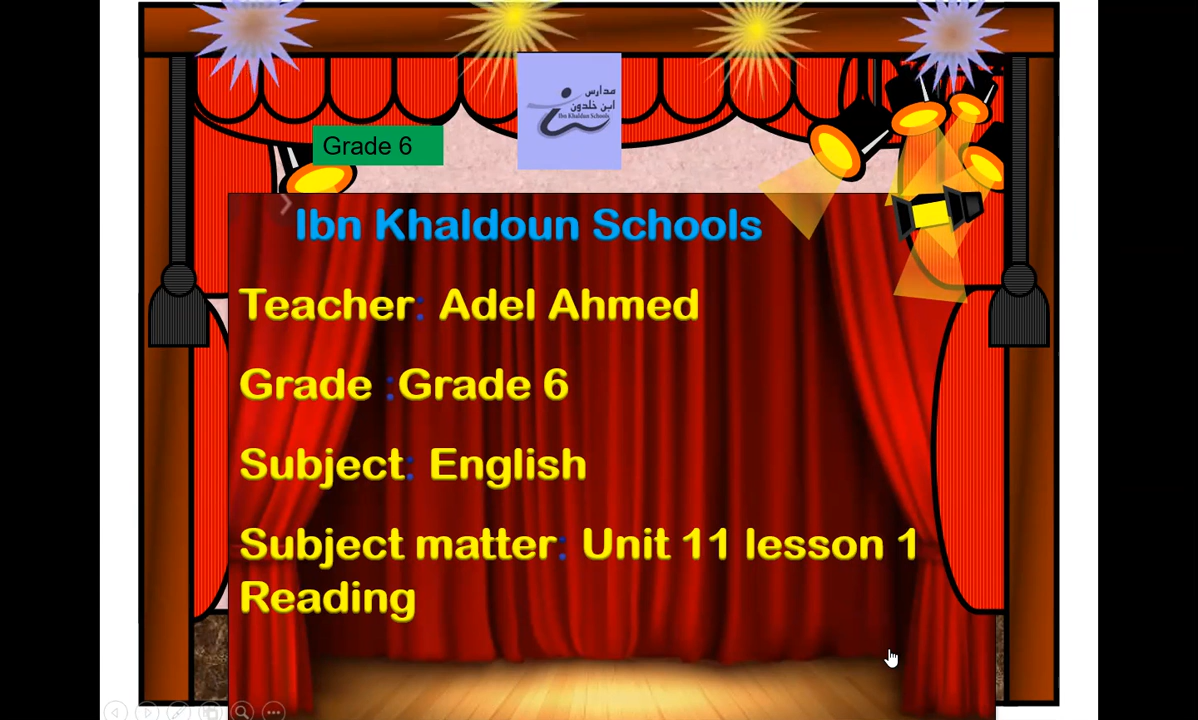 مدارس
ابن خلدون
Ibn Khaldun Schools
Grade 6
Ibn Khaldoun Schools
Teacher: Adel Ahmed
Grade :Grade 6
Subject: English
Subject matter: Unit 11 lesson 1
Reading